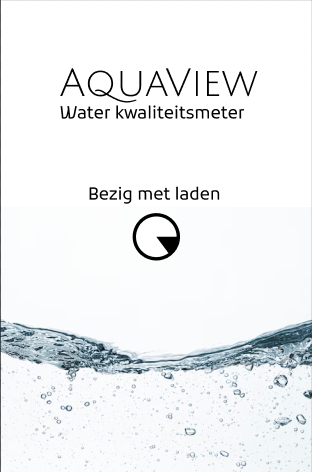 AQUAVIEW
Water kwaliteitsmeter
Bezig met laden